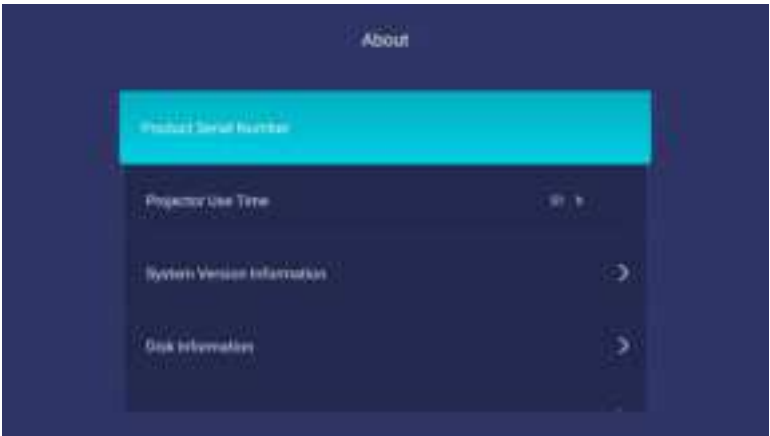 About
Product Serial Number
Projector Use Time h
System Version Information
Disk Information